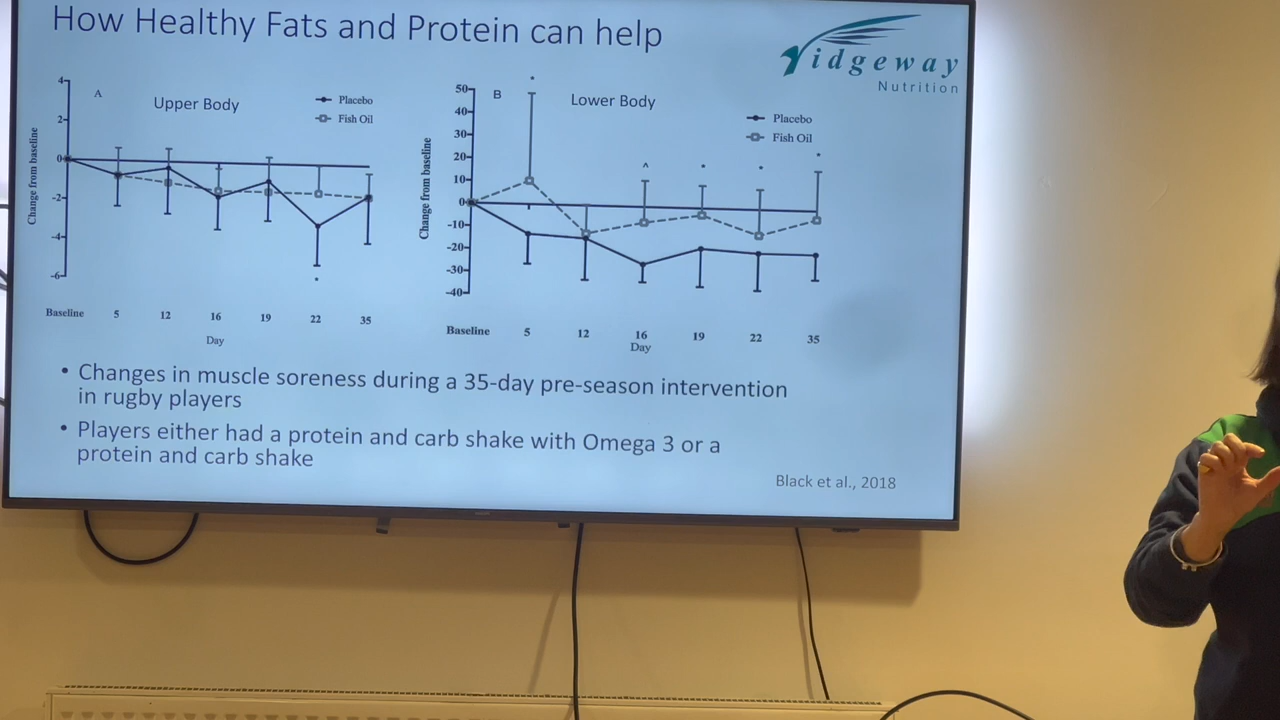 How Healthy Fats and Protein can help
Ridgeway
Nutrition
A
Upper Body
Placebo
Fish Oil
Change from baseline
4
2
0
-2
-4
-6
Baseline 5 12 16 19 22 35
Day
B
Lower Body
Placebo
Fish Oil
Change from baseline
50
40
30
20
10
0
-10
-20
-30
-40
Baseline 5 12 16 19 22 35
Day
• Changes in muscle soreness during a 35-day pre-season intervention
in rugby players
• Players either had a protein and carb shake with Omega 3 or a
protein and carb shake
Black et al., 2018